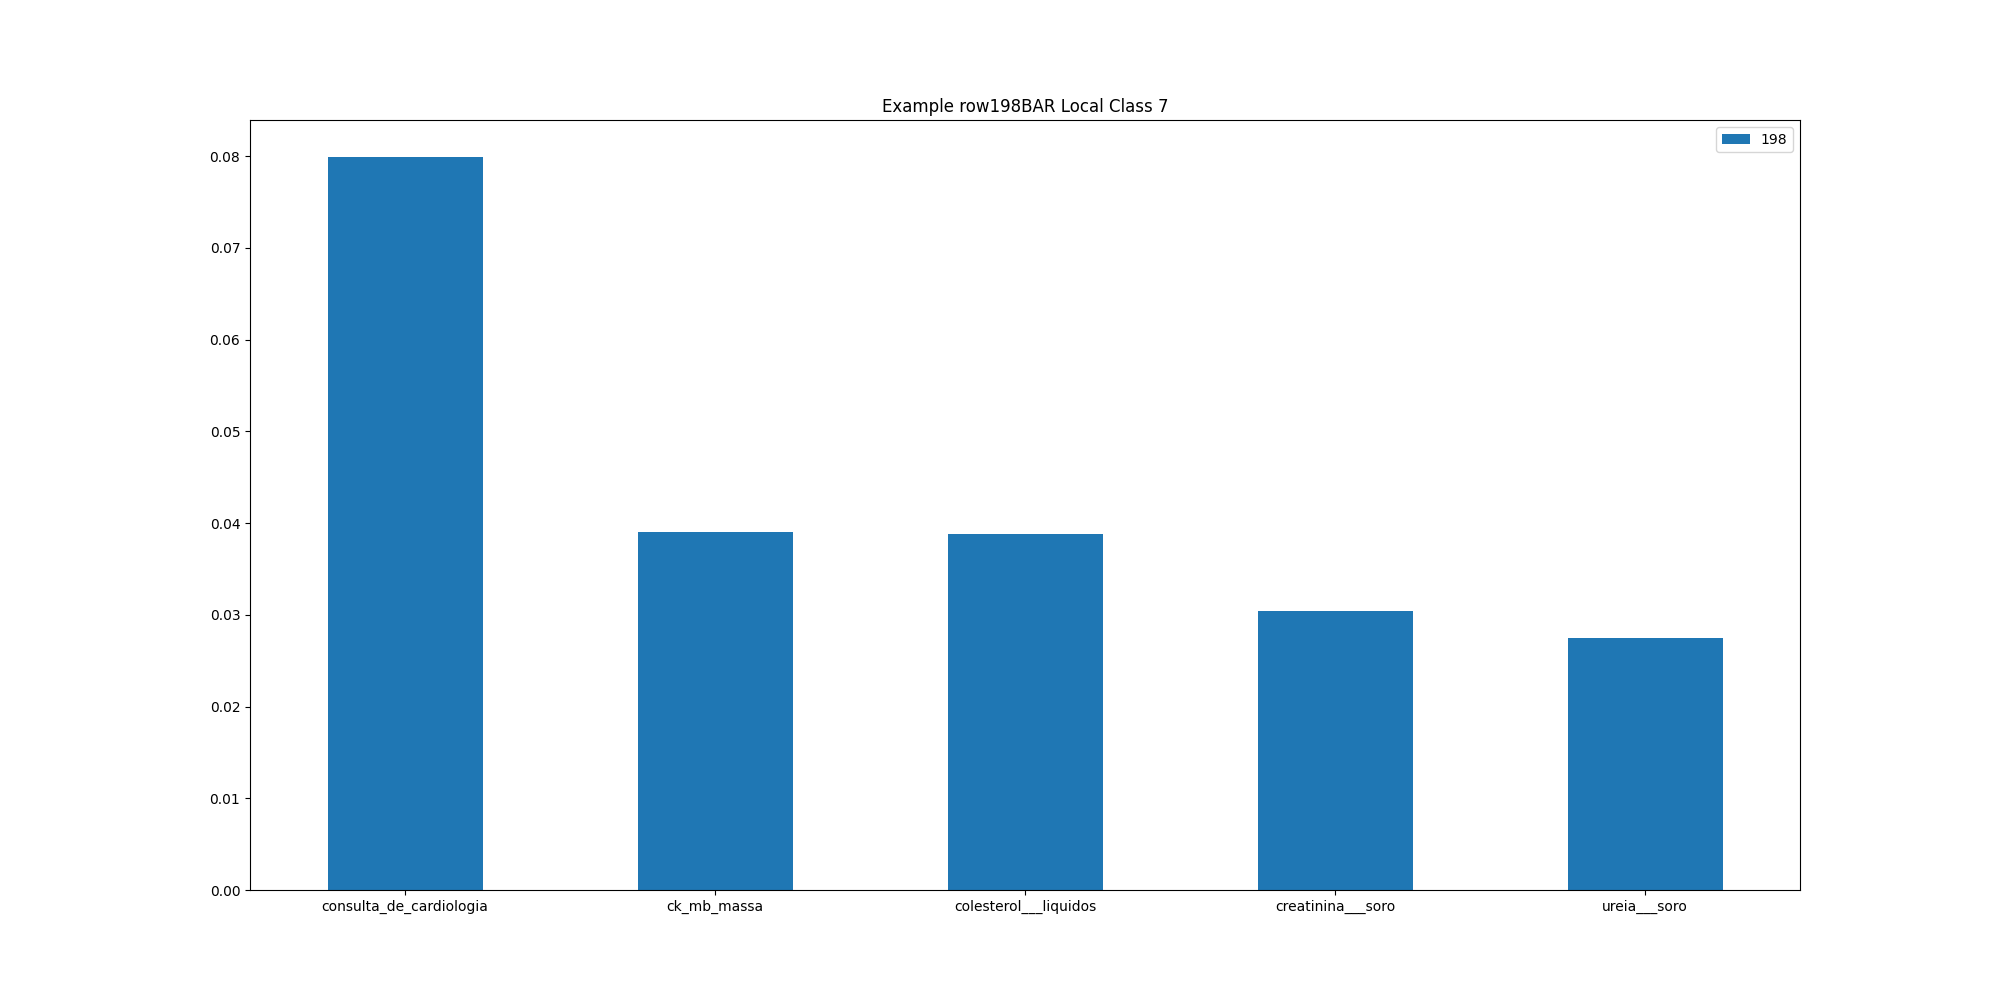 Example row198BAR Local Class 7
198
0.08
0.07
0.06
0.05
0.04
0.03
0.02
0.01
0.00
consulta_de_cardiologia
ck_mb_massa
colesterol___liquidos
creatinina___soro
ureia___soro